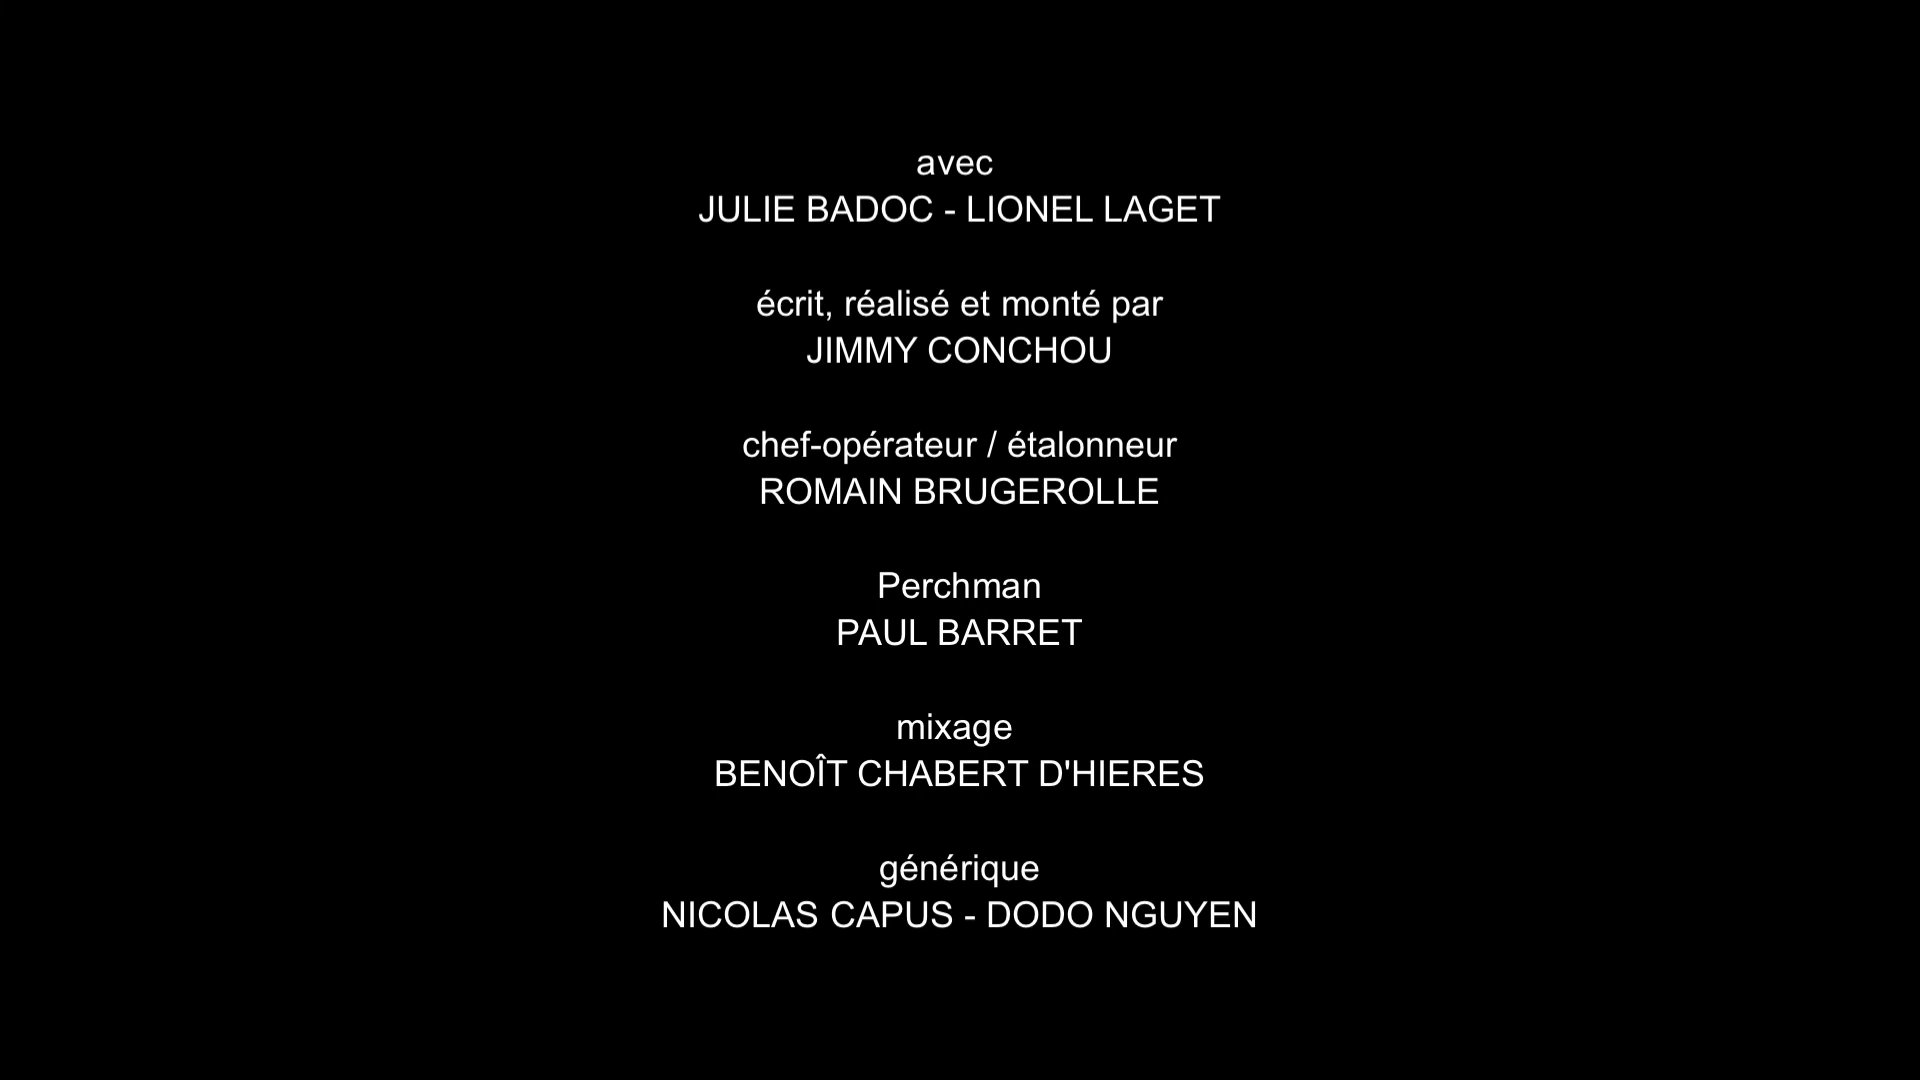 avec
JULIE BADOC - LIONEL LAGET
écrit, réalisé et monté par
JIMMY CONCHOU
chef-opérateur / étalonneur
ROMAIN BRUGEROLLE
Perchman
PAUL BARRET
mixage
BENOÎT CHABERT D'HIERES
générique
NICOLAS CAPUS - DODO NGUYEN